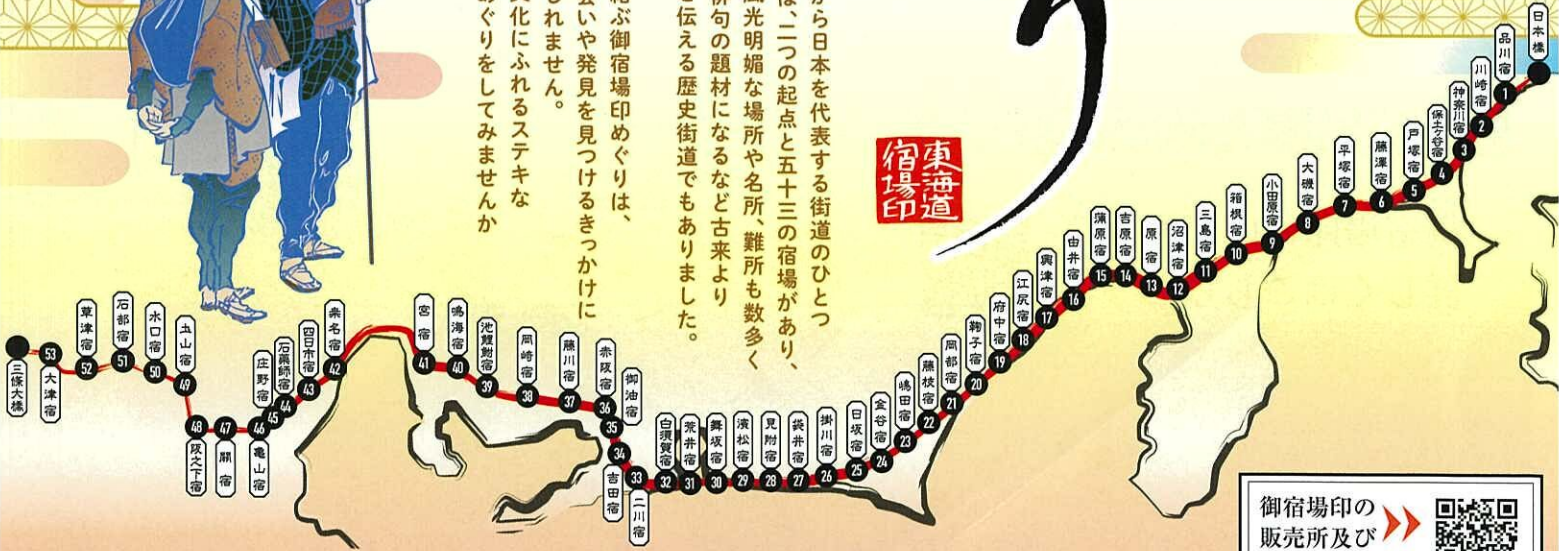 から日本を代表する街道のひとつ
は、二つの起点と五十三の宿場があり、
風光明媚な場所や名所、難所も数多く
俳句の題材になるなど古来より
を伝える歴史街道でもありました。
結ぶ御宿場印めぐりは、
会いや発見を見つけるきっかけに
しれません。
文化にふれるステキな
めぐりをしてみませんか
東海道
宿場印
日本橋
品川宿 1
川崎宿 2
神奈川宿 3
保土ヶ谷宿 4
戸塚宿 5
藤澤宿 6
平塚宿 7
大磯宿 8
小田原宿 9
箱根宿 10
三島宿 11
沼津宿 12
原宿 13
吉原宿 14
蒲原宿 15
由井宿 16
興津宿 17
江尻宿 18
府中宿 19
鞠子宿 20
岡部宿 21
藤枝宿 22
嶋田宿 23
金谷宿 24
日坂宿 25
掛川宿 26
袋井宿 27
見附宿 28
濱松宿 29
舞坂宿 30
荒井宿 31
白須賀宿 32
二川宿 33
吉田宿 34
御油宿 35
赤阪宿 36
藤川宿 37
岡崎宿 38
池鯉鮒宿 39
鳴海宿 40
宮宿 41
桑名宿 42
四日市宿 43
石薬師宿 44
庄野宿 45
亀山宿 46
關宿 47
阪之下宿 48
土山宿 49
水口宿 50
石部宿 51
草津宿 52
大津宿 53
三條大橋
御宿場印の
販売所及び